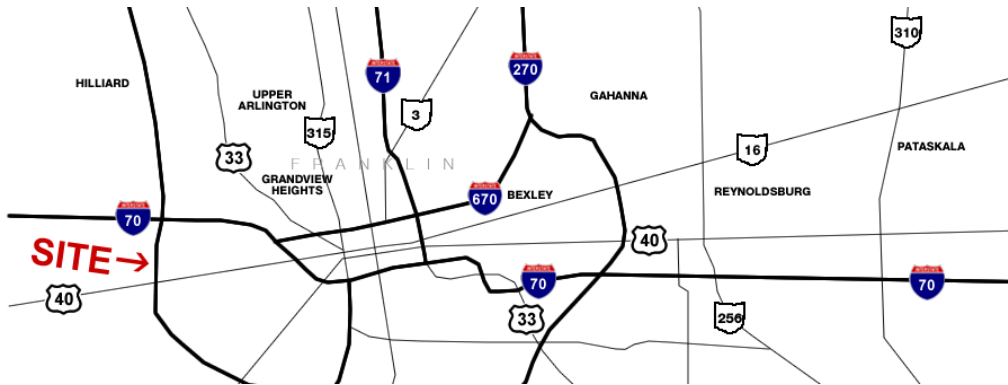 310
71
270
HILLIARD
GAHANNA
UPPER
ARLINGTON
3
315
16
PATASKALA
33
FRANKLIN
GRANDVIEW
HEIGHTS
670
BEXLEY
REYNOLDSBURG
70
40
SITE→
70
70
40
33
256